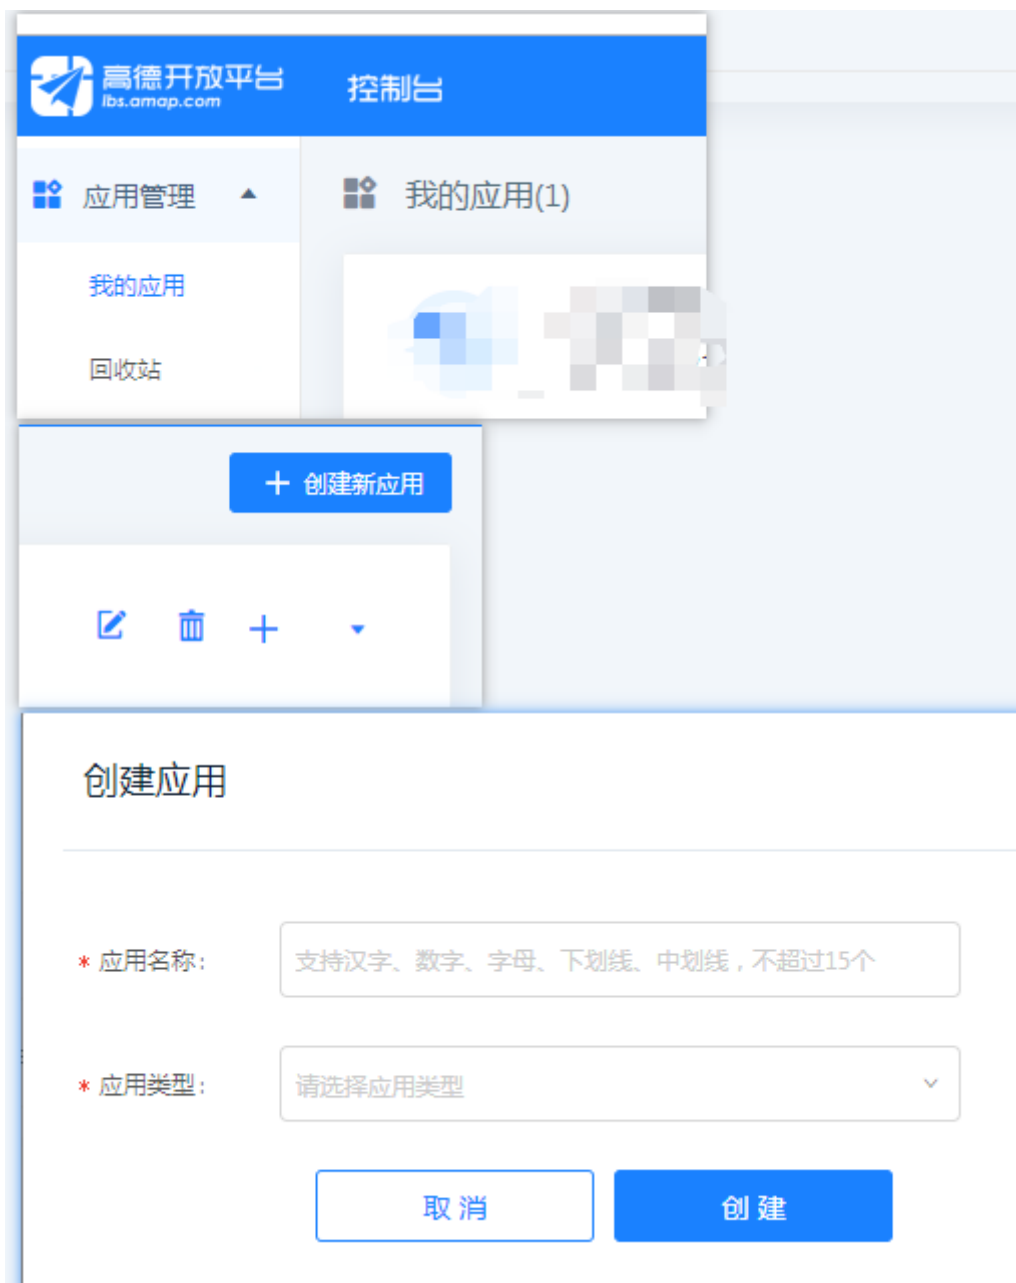 高德开放平台
lbs.amap.com
控制台
应用管理
我的应用(1)
我的应用
回收站
+ 创建新应用
创建应用
* 应用名称:
支持汉字、数字、字母、下划线、中划线，不超过15个
* 应用类型:
请选择应用类型
取 消
创 建